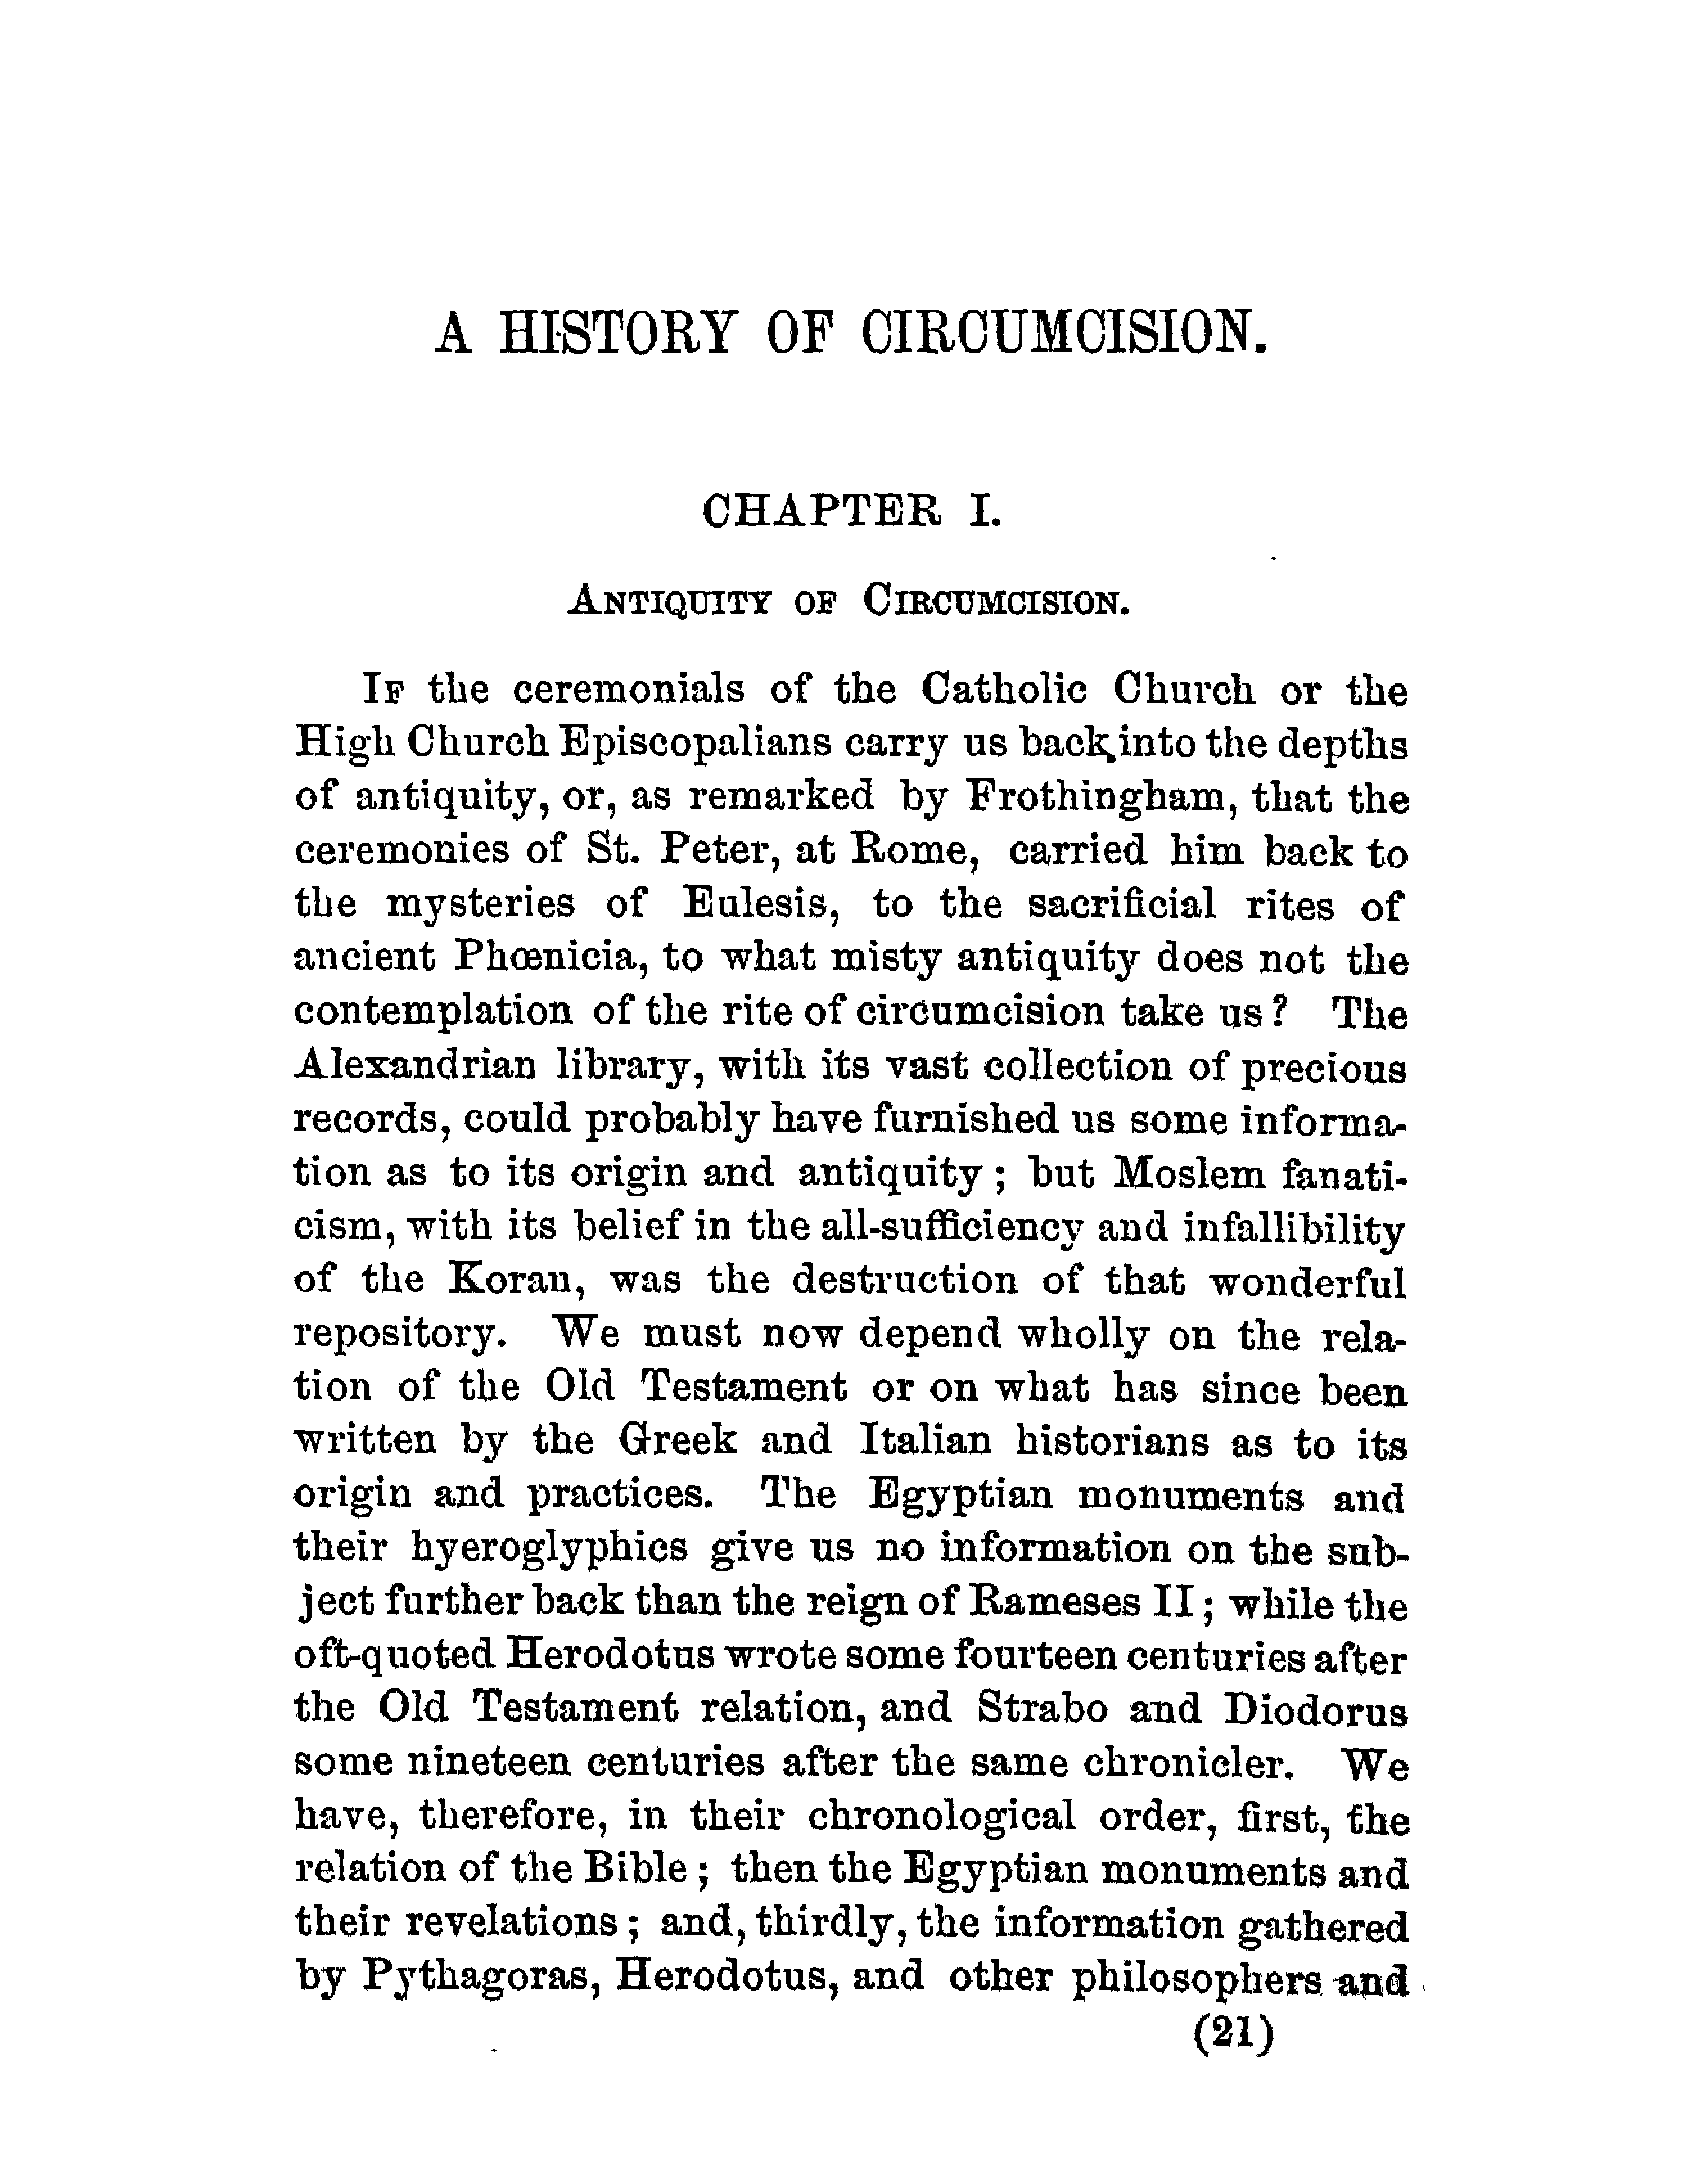 A HISTORY OF CIRCUMCISION.
CHAPTER I.
ANTIQUITY OF CIRCUMCISION.
IF the ceremonials of the Catholic Church or the
High Church Episcopalians carry us back into the depths
of antiquity, or, as remarked by Frothingham, that the
ceremonies of St. Peter, at Rome, carried him back to
the mysteries of Eulesis, to the sacrificial rites of
ancient Phœnicia, to what misty antiquity does not the
contemplation of the rite of circumcision take us? The
Alexandrian library, with its vast collection of precious
records, could probably have furnished us some informa-
tion as to its origin and antiquity; but Moslem fanati-
cism, with its belief in the all-sufficiency and infallibility
of the Koran, was the destruction of that wonderful
repository. We must now depend wholly on the rela-
tion of the Old Testament or on what has since been
written by the Greek and Italian historians as to its
origin and practices. The Egyptian monuments and
their hyeroglyphics give us no information on the sub-
ject further back than the reign of Rameses II; while the
oft-quoted Herodotus wrote some fourteen centuries after
the Old Testament relation, and Strabo and Diodorus
some nineteen centuries after the same chronicler. We
have, therefore, in their chronological order, first, the
relation of the Bible; then the Egyptian monuments and
their revelations; and, thirdly, the information gathered
by Pythagoras, Herodotus, and other philosophers and
(21)